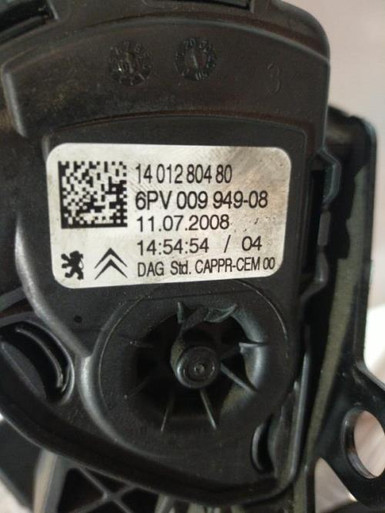 14 012 804 80
6PV 009 949-08
11.07.2008
14:54:54 / 04
DAG Std. CAPPR-CEM 00